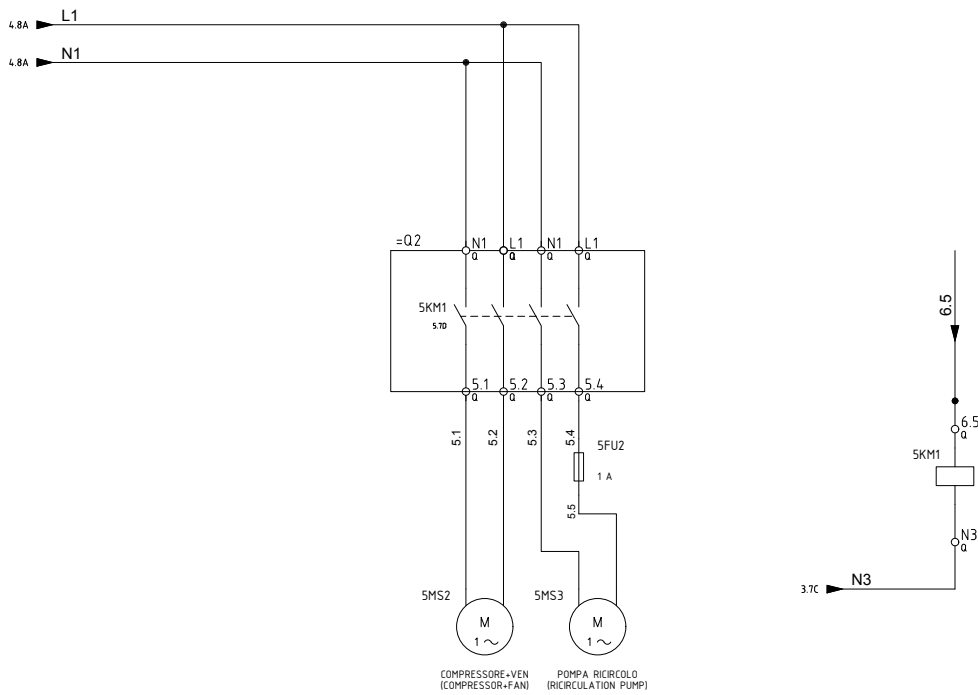 4.8A L1
4.8A N1
=Q2 N1 L1 N1 L1
Q Q Q Q
5KM1
5.7D
5.1 5.2 5.3 5.4
Q Q Q Q
5.1 5.2 5.3 5.4
5FU2
1 A
5.5
5MS2 5MS3
M M
1 ~ 1 ~
COMPRESSORE+VEN POMPA RICIRCOLO
(COMPRESSOR+FAN) (RICIRCULATION PUMP)
6.5
6.5
Q
5KM1
N3
Q
3.7C N3